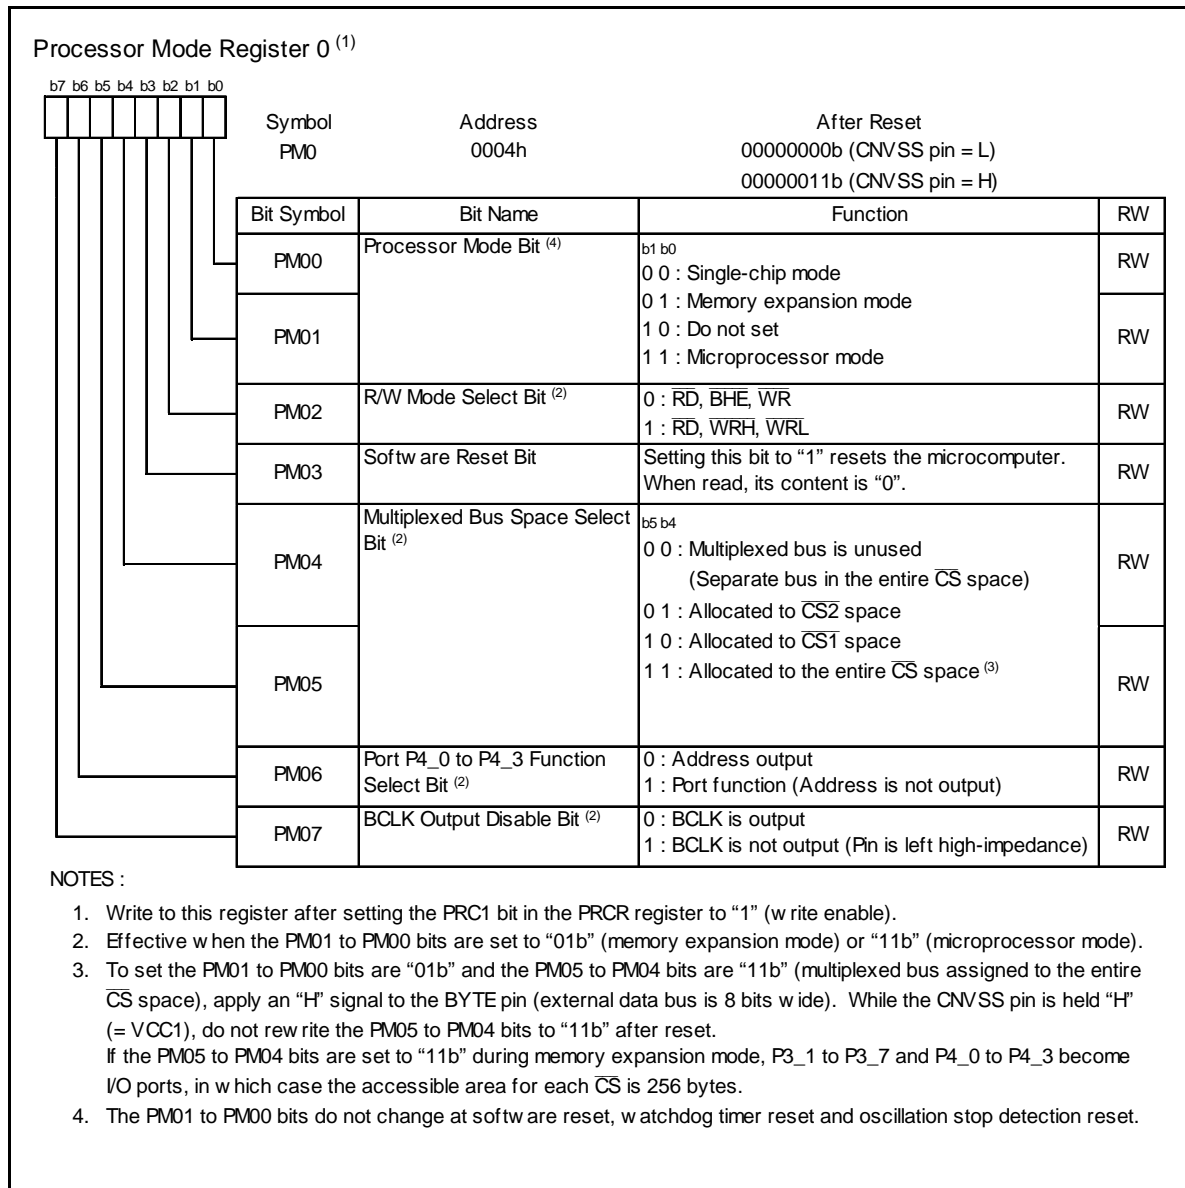 Processor Mode Register 0 (1)
b7 b6 b5 b4 b3 b2 b1 b0
Symbol Address After Reset
PM0 0004h 00000000b (CNVSS pin = L)
00000011b (CNVSS pin = H)
Bit Symbol Bit Name Function RW
PM00 Processor Mode Bit (4) b1 b0 RW
0 0 : Single-chip mode
0 1 : Memory expansion mode
PM01 1 0 : Do not set RW
1 1 : Microprocessor mode
PM02 R/W Mode Select Bit (2) 0 : R̅D̅, B̅H̅E̅, W̅R̅ RW
1 : R̅D̅, W̅R̅H̅, W̅R̅L̅
PM03 Software Reset Bit Setting this bit to “1” resets the microcomputer. RW
When read, its content is “0”.
Multiplexed Bus Space Select b5 b4
PM04 Bit (2) 0 0 : Multiplexed bus is unused RW
(Separate bus in the entire C̅S̅ space)
0 1 : Allocated to C̅S̅2̅ space
1 0 : Allocated to C̅S̅1̅ space
PM05 1 1 : Allocated to the entire C̅S̅ space (3) RW
PM06 Port P4_0 to P4_3 Function 0 : Address output RW
Select Bit (2) 1 : Port function (Address is not output)
PM07 BCLK Output Disable Bit (2) 0 : BCLK is output RW
1 : BCLK is not output (Pin is left high-impedance)
NOTES :
1. Write to this register after setting the PRC1 bit in the PRCR register to “1” (write enable).
2. Effective when the PM01 to PM00 bits are set to “01b” (memory expansion mode) or “11b” (microprocessor mode).
3. To set the PM01 to PM00 bits are “01b” and the PM05 to PM04 bits are “11b” (multiplexed bus assigned to the entire
C̅S̅ space), apply an “H” signal to the BYTE pin (external data bus is 8 bits wide). While the CNVSS pin is held “H”
(= VCC1), do not rewrite the PM05 to PM04 bits to “11b” after reset.
If the PM05 to PM04 bits are set to “11b” during memory expansion mode, P3_1 to P3_7 and P4_0 to P4_3 become
I/O ports, in which case the accessible area for each C̅S̅ is 256 bytes.
4. The PM01 to PM00 bits do not change at software reset, watchdog timer reset and oscillation stop detection reset.